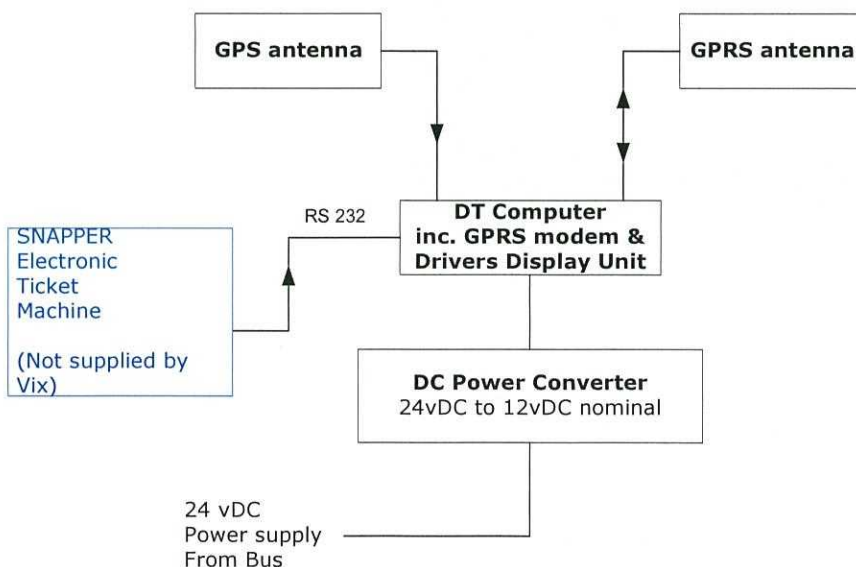 GPS antenna
GPRS antenna
RS 232
DT Computer
inc. GPRS modem &
Drivers Display Unit
SNAPPER
Electronic
Ticket
Machine
(Not supplied by
Vix)
DC Power Converter
24vDC to 12vDC nominal
24 vDC
Power supply
From Bus